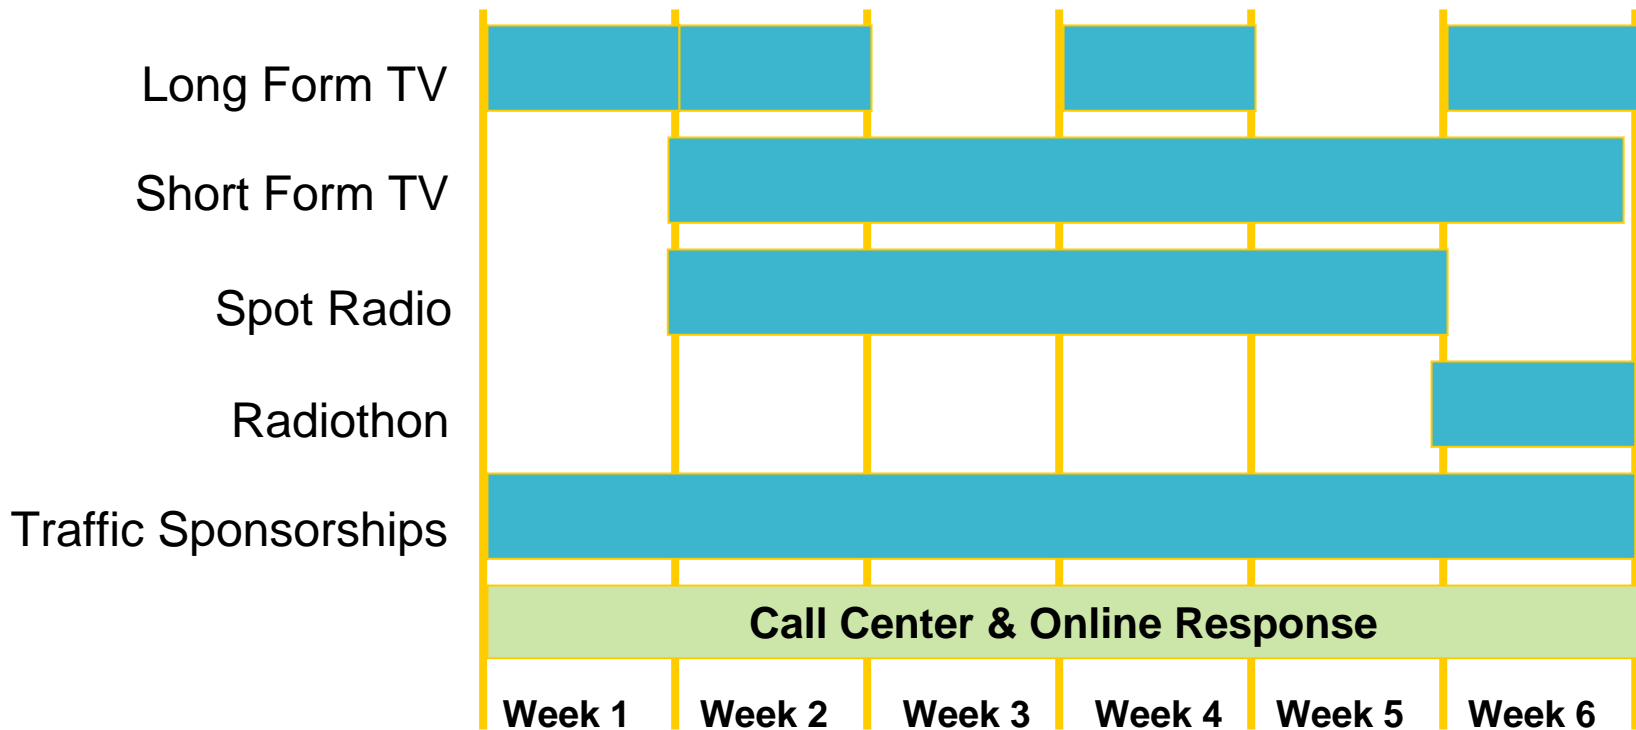 Long Form TV
Short Form TV
Spot Radio
Radiothon
Traffic Sponsorships
Call Center & Online Response
Week 1 Week 2 Week 3 Week 4 Week 5 Week 6